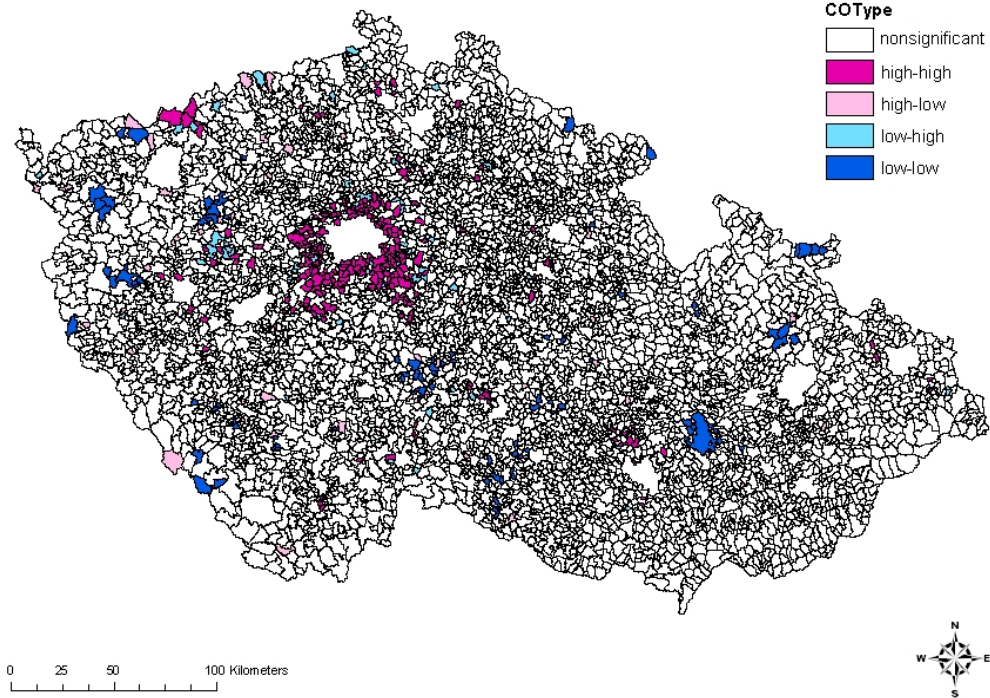 COType
nonsignificant
high-high
high-low
low-high
low-low
0 25 50 100 Kilometers
N
W E
S